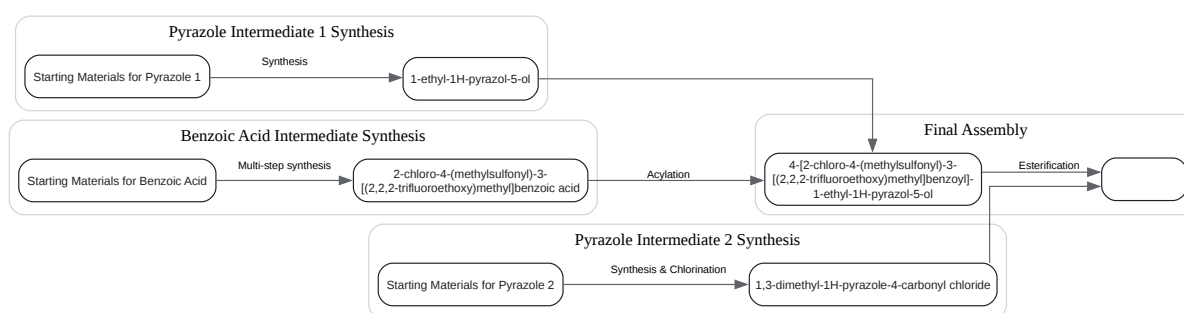 Pyrazole Intermediate 1 Synthesis
Starting Materials for Pyrazole 1
Synthesis
1-ethyl-1H-pyrazol-5-ol
Benzoic Acid Intermediate Synthesis
Starting Materials for Benzoic Acid
Multi-step synthesis
2-chloro-4-(methylsulfonyl)-3-
[(2,2,2-trifluoroethoxy)methyl]benzoic acid
Acylation
Final Assembly
4-[2-chloro-4-(methylsulfonyl)-3-
[(2,2,2-trifluoroethoxy)methyl]benzoyl]-
1-ethyl-1H-pyrazol-5-ol
Esterification
Pyrazole Intermediate 2 Synthesis
Starting Materials for Pyrazole 2
Synthesis & Chlorination
1,3-dimethyl-1H-pyrazole-4-carbonyl chloride